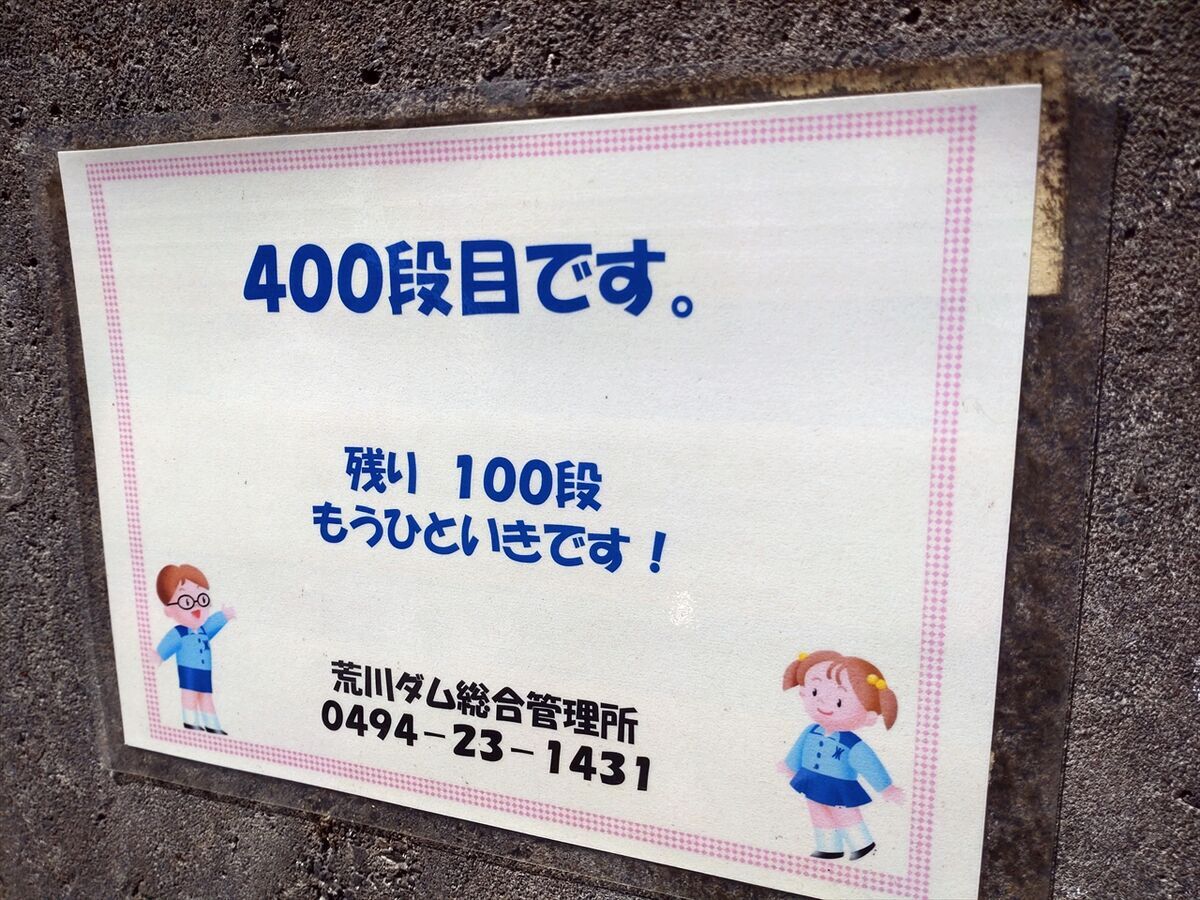 400段目です。
残り 100段
もうひといきです！
荒川ダム総合管理所
0494-23-1431